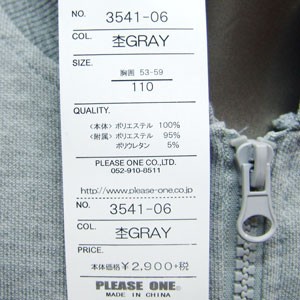 NO. 3541-06
COL. 杢GRAY
SIZE.
胸囲 53-59
110
QUALITY.
〈本体〉ポリエステル 100%
〈附属〉ポリエステル 95%
ポリウレタン 5%
PLEASE ONE CO.,LTD.
052-910-8511
http://www.please-one.co.jp
NO. 3541-06
COL. 杢GRAY
PRICE.
本体価格 ¥2,900+税
PLEASE ONE.
MADE IN CHINA